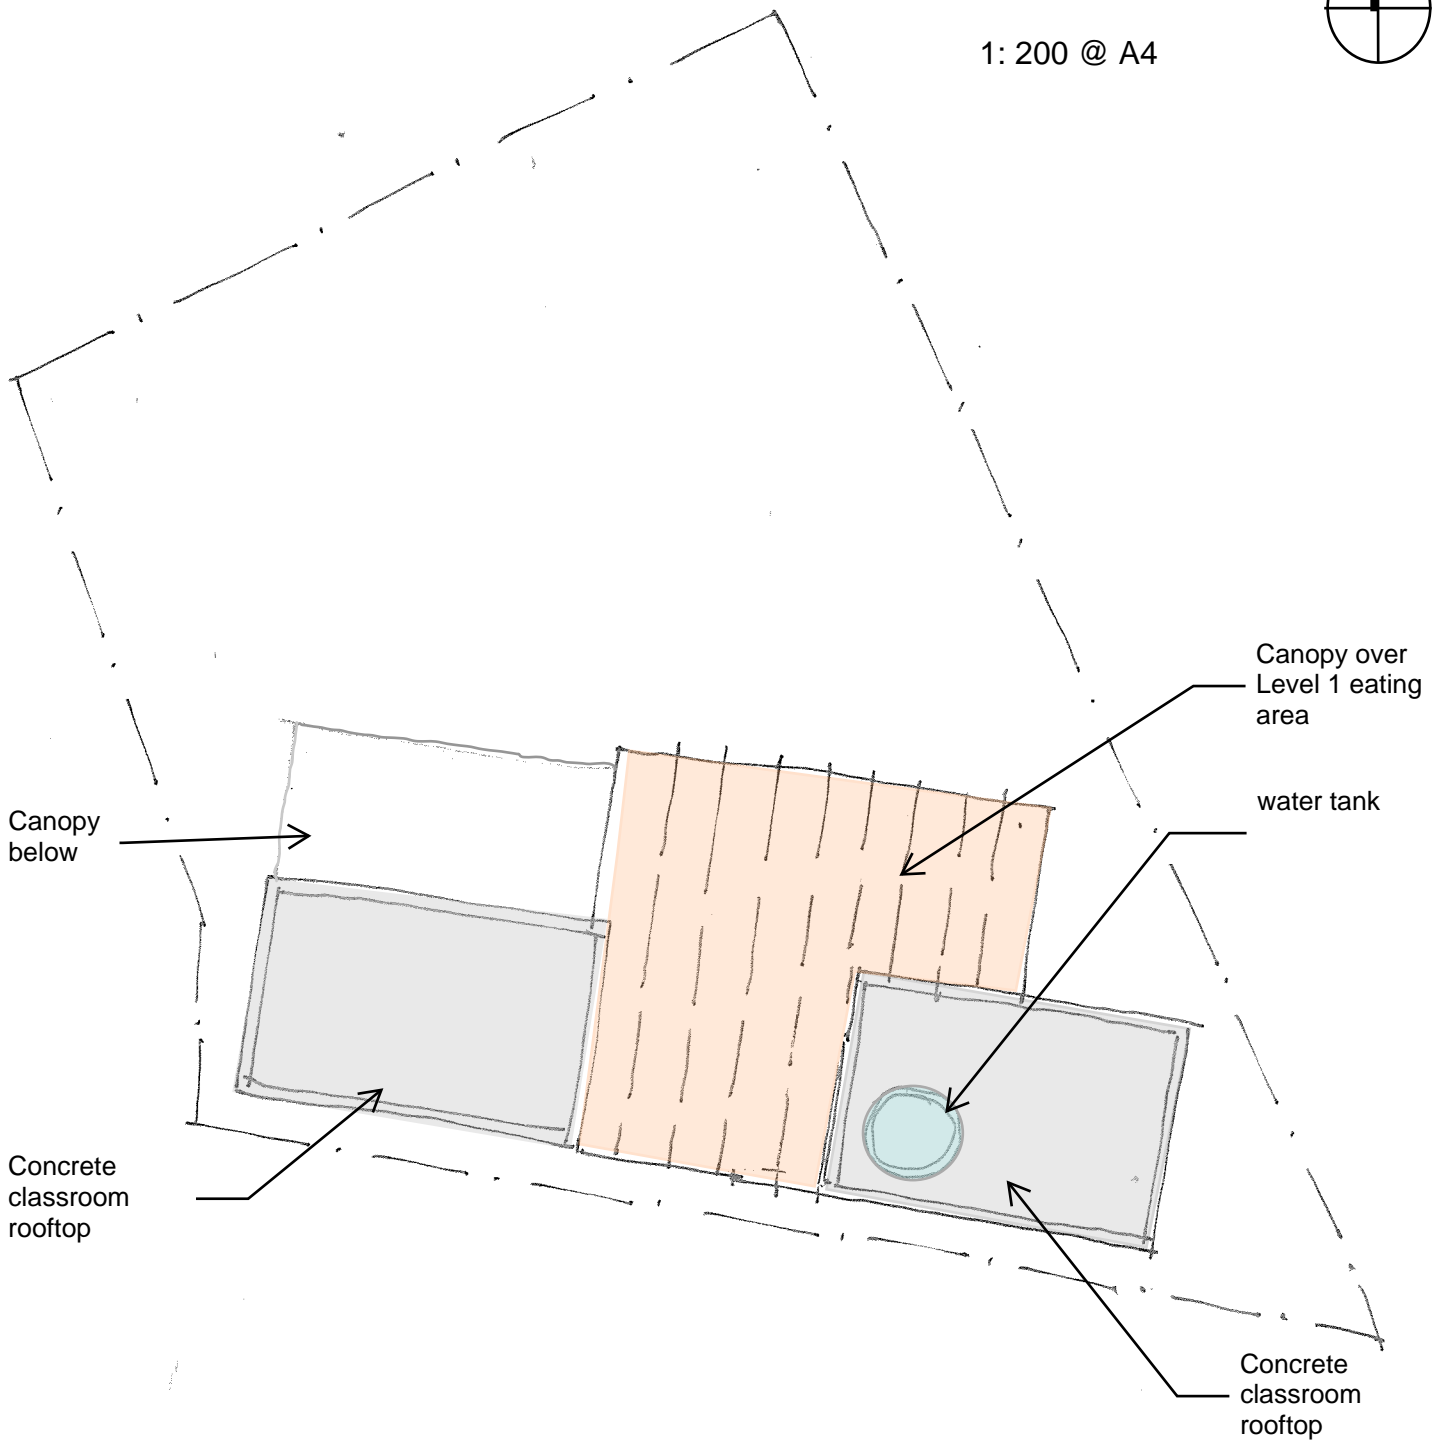 1: 200 @ A4
Canopy over
Level 1 eating
area
water tank
Canopy
below
Concrete
classroom
rooftop
Concrete
classroom
rooftop